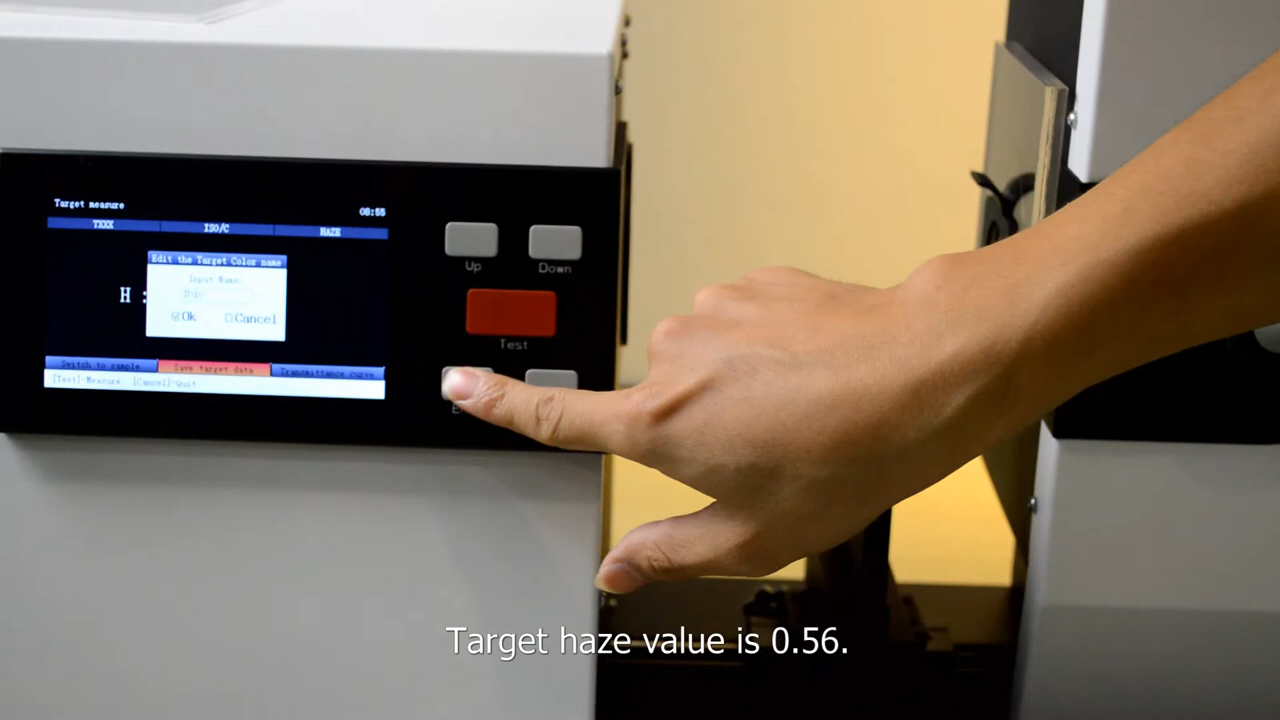 Target measure
08:55
TXXX ISO/C HAZE
Edit the Target Color name
Input Name:
H:
Ok Cancel
Switch to sample Save target data Transmittance curve
[Test]-Measure [Cancel]-Quit
Up Down
Test
E
Target haze value is 0.56.